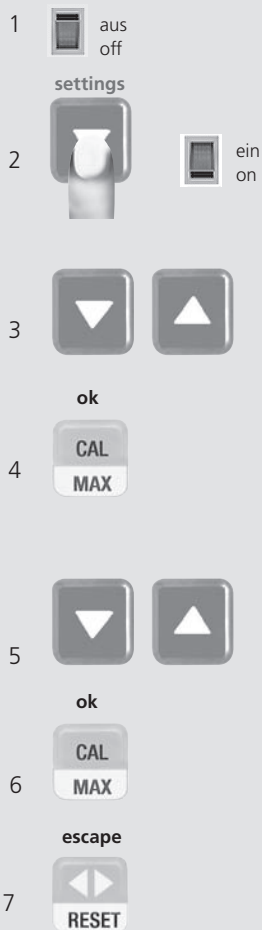 1
aus
off
settings
2
ein
on
3
ok
4
CAL
MAX
5
ok
6
CAL
MAX
escape
7
RESET